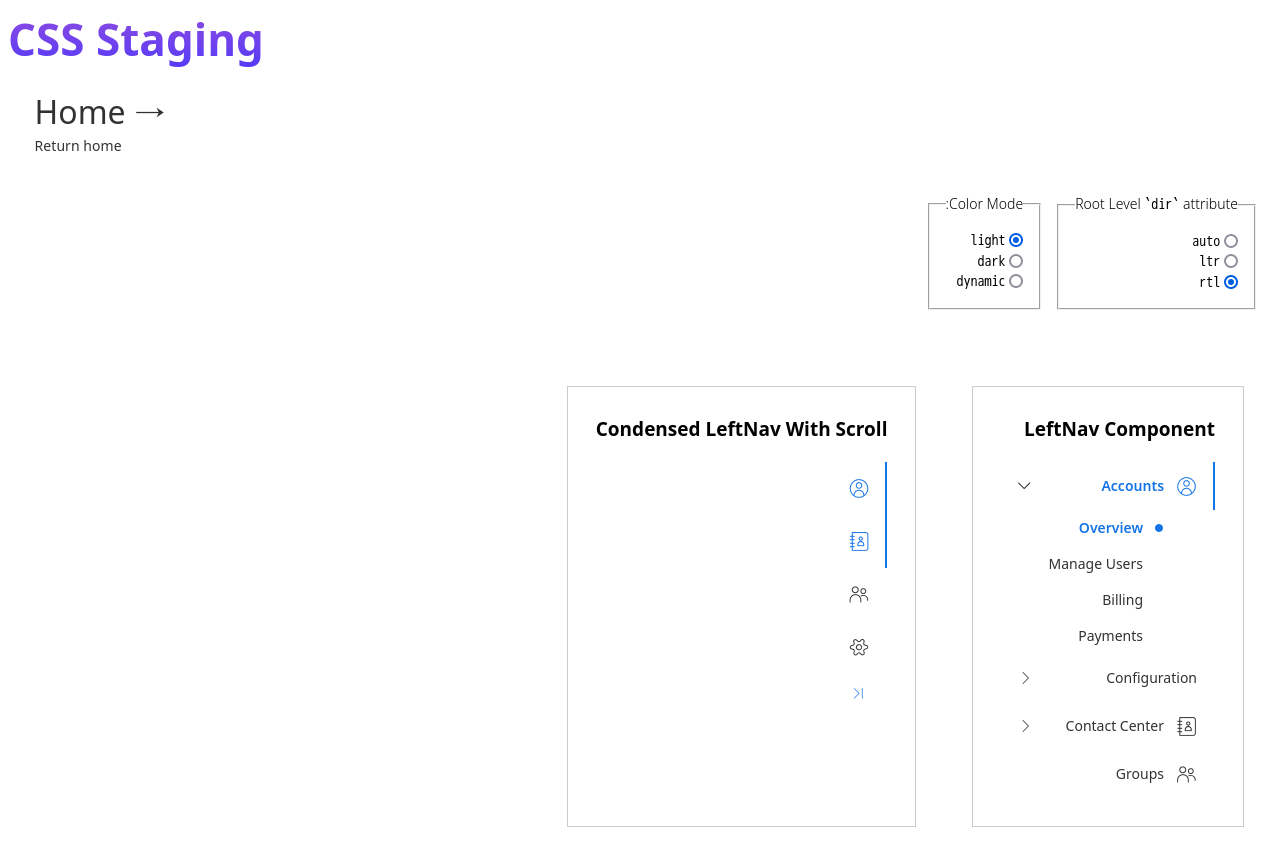 CSS Staging
Home →
Return home
Root Level `dir` attribute
auto
ltr
rtl
:Color Mode
light
dark
dynamic
LeftNav Component
Accounts
Overview
Manage Users
Billing
Payments
Configuration
Contact Center
Groups
Condensed LeftNav With Scroll